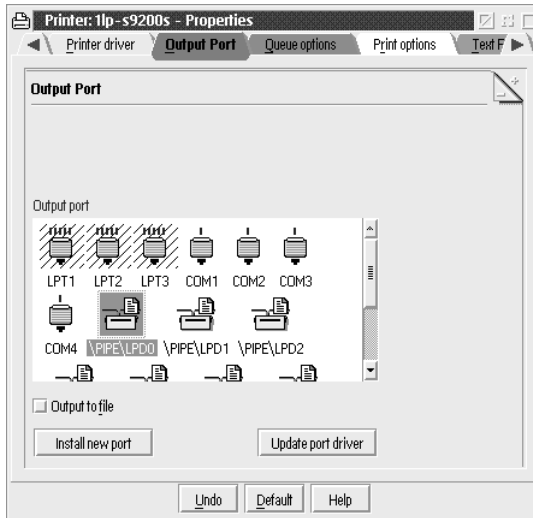 Printer: 1lp-s9200s - Properties
Printer driver Output Port Queue options Print options Text F
Output Port
Output port
LPT1 LPT2 LPT3 COM1 COM2 COM3
COM4 \PIPE\LPD0 \PIPE\LPD1 \PIPE\LPD2
Output to file
Install new port Update port driver
Undo Default Help